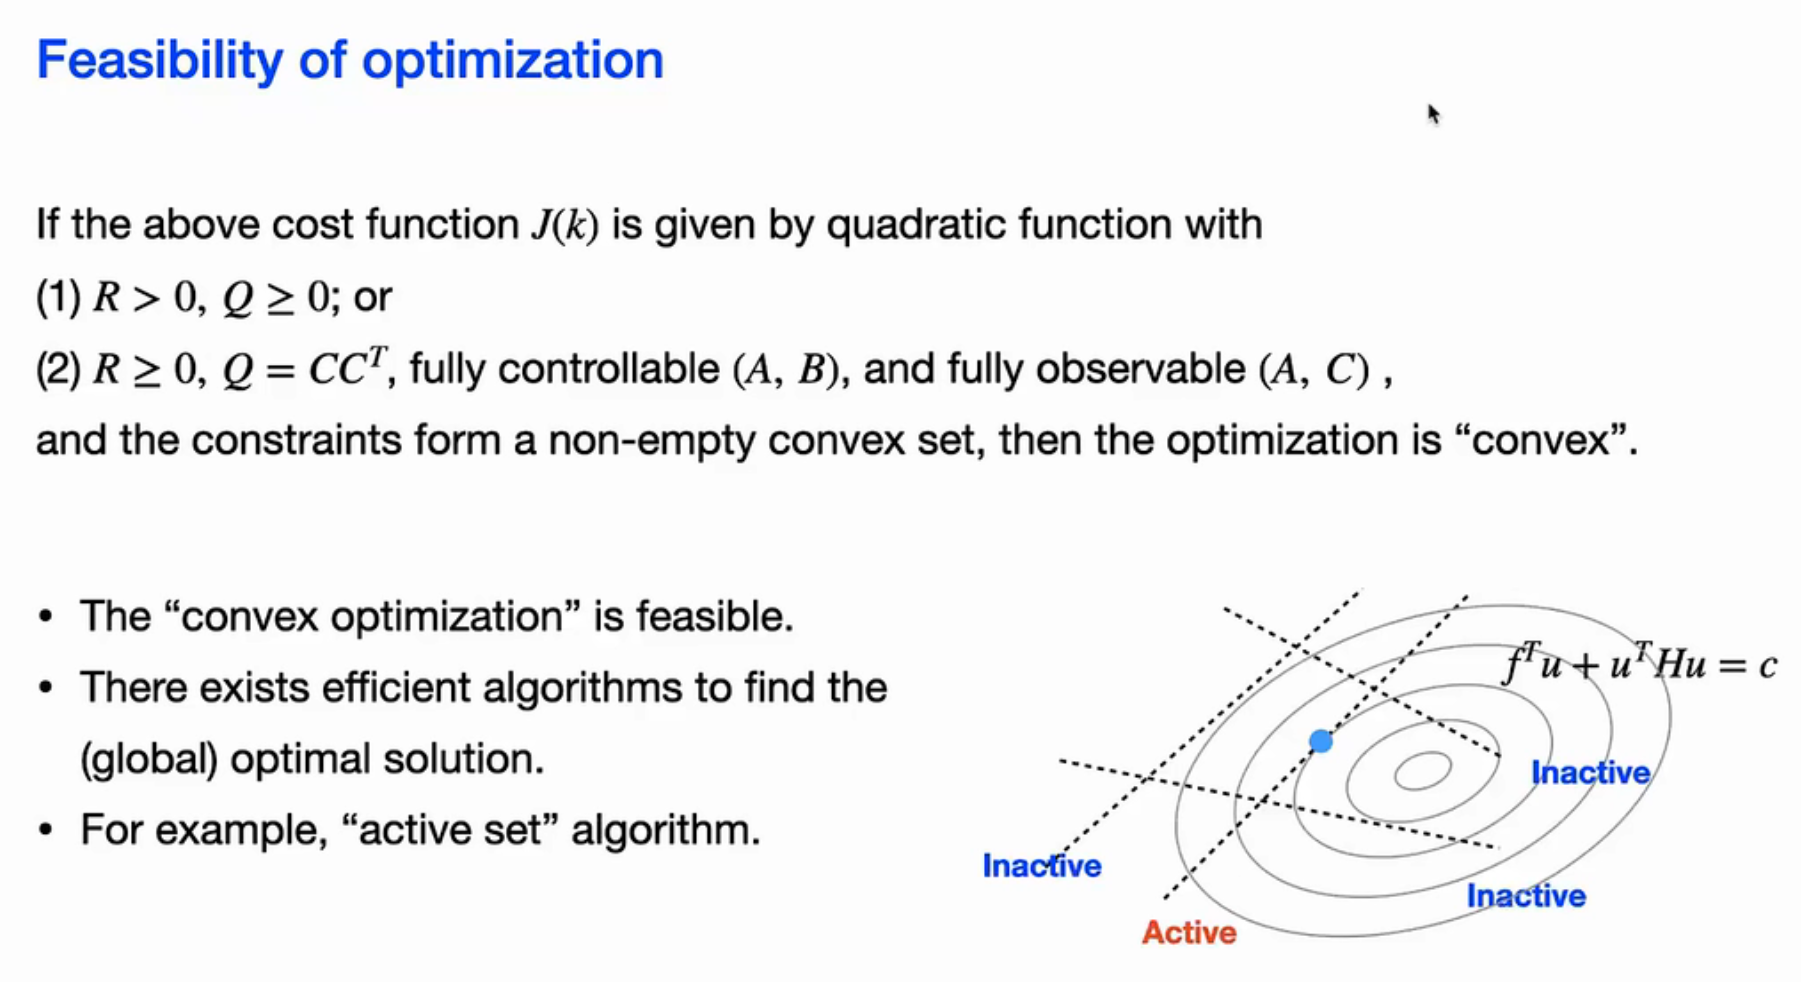 Feasibility of optimization
If the above cost function J(k) is given by quadratic function with
(1) R > 0, Q ≥ 0; or
(2) R ≥ 0, Q = CCᵀ, fully controllable (A, B), and fully observable (A, C) ,
and the constraints form a non-empty convex set, then the optimization is “convex”.
• The “convex optimization” is feasible.
• There exists efficient algorithms to find the
(global) optimal solution.
• For example, “active set” algorithm.
fᵀu + uᵀHu = c
Inactive
Inactive
Inactive
Active